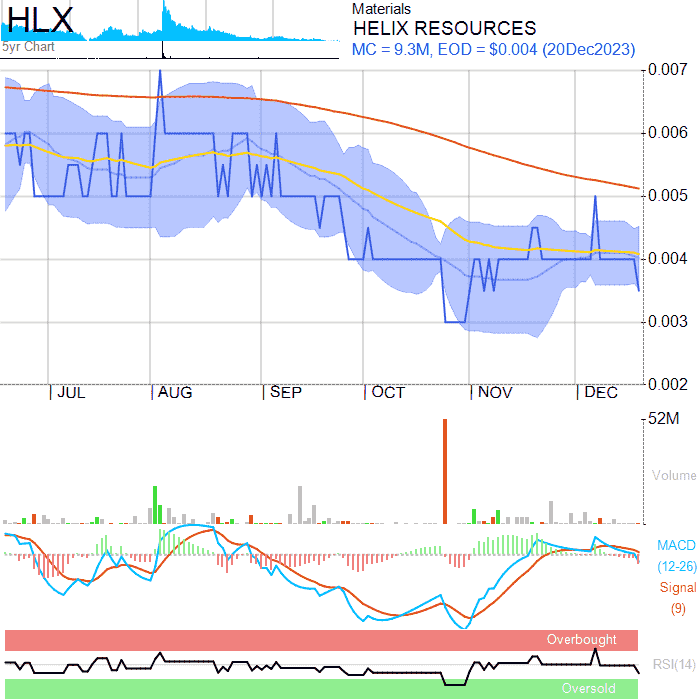 HLX
5yr Chart
Materials
HELIX RESOURCES
MC = 9.3M, EOD = $0.004 (20Dec2023)
0.007
0.006
0.005
0.004
0.003
0.002
JUL AUG SEP OCT NOV DEC
52M
Volume
MACD
(12-26)
Signal
(9)
Overbought
RSI(14)
Oversold